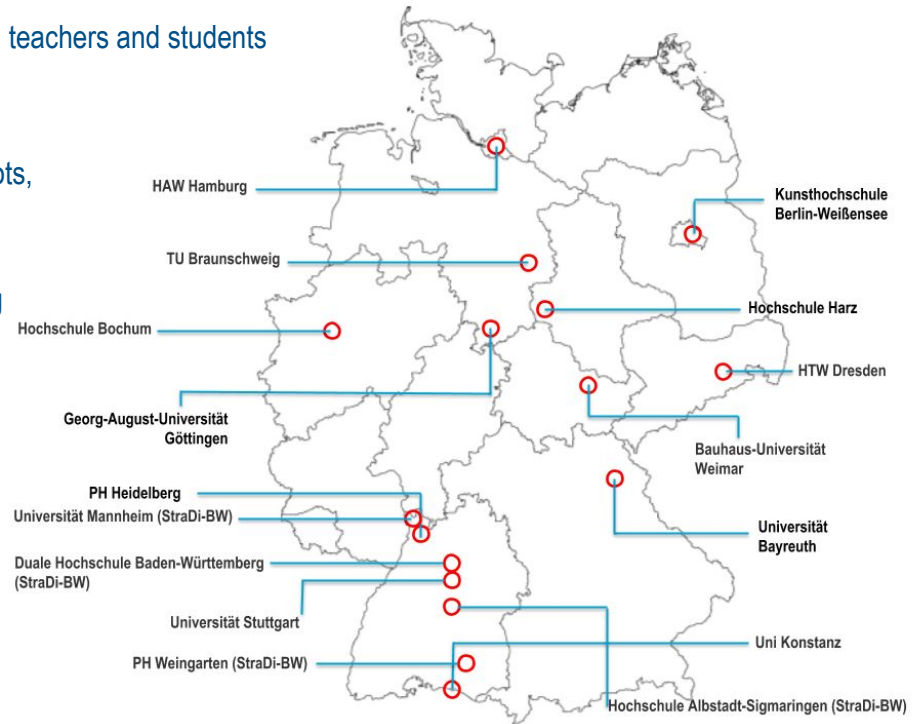 teachers and students
ots,
g
HAW Hamburg
Kunsthochschule
Berlin-Weißensee
TU Braunschweig
Hochschule Harz
Hochschule Bochum
HTW Dresden
Georg-August-Universität
Göttingen
Bauhaus-Universität
Weimar
PH Heidelberg
Universität Mannheim (StraDi-BW)
Universität
Bayreuth
Duale Hochschule Baden-Württemberg
(StraDi-BW)
Universität Stuttgart
Uni Konstanz
PH Weingarten (StraDi-BW)
Hochschule Albstadt-Sigmaringen (StraDi-BW)